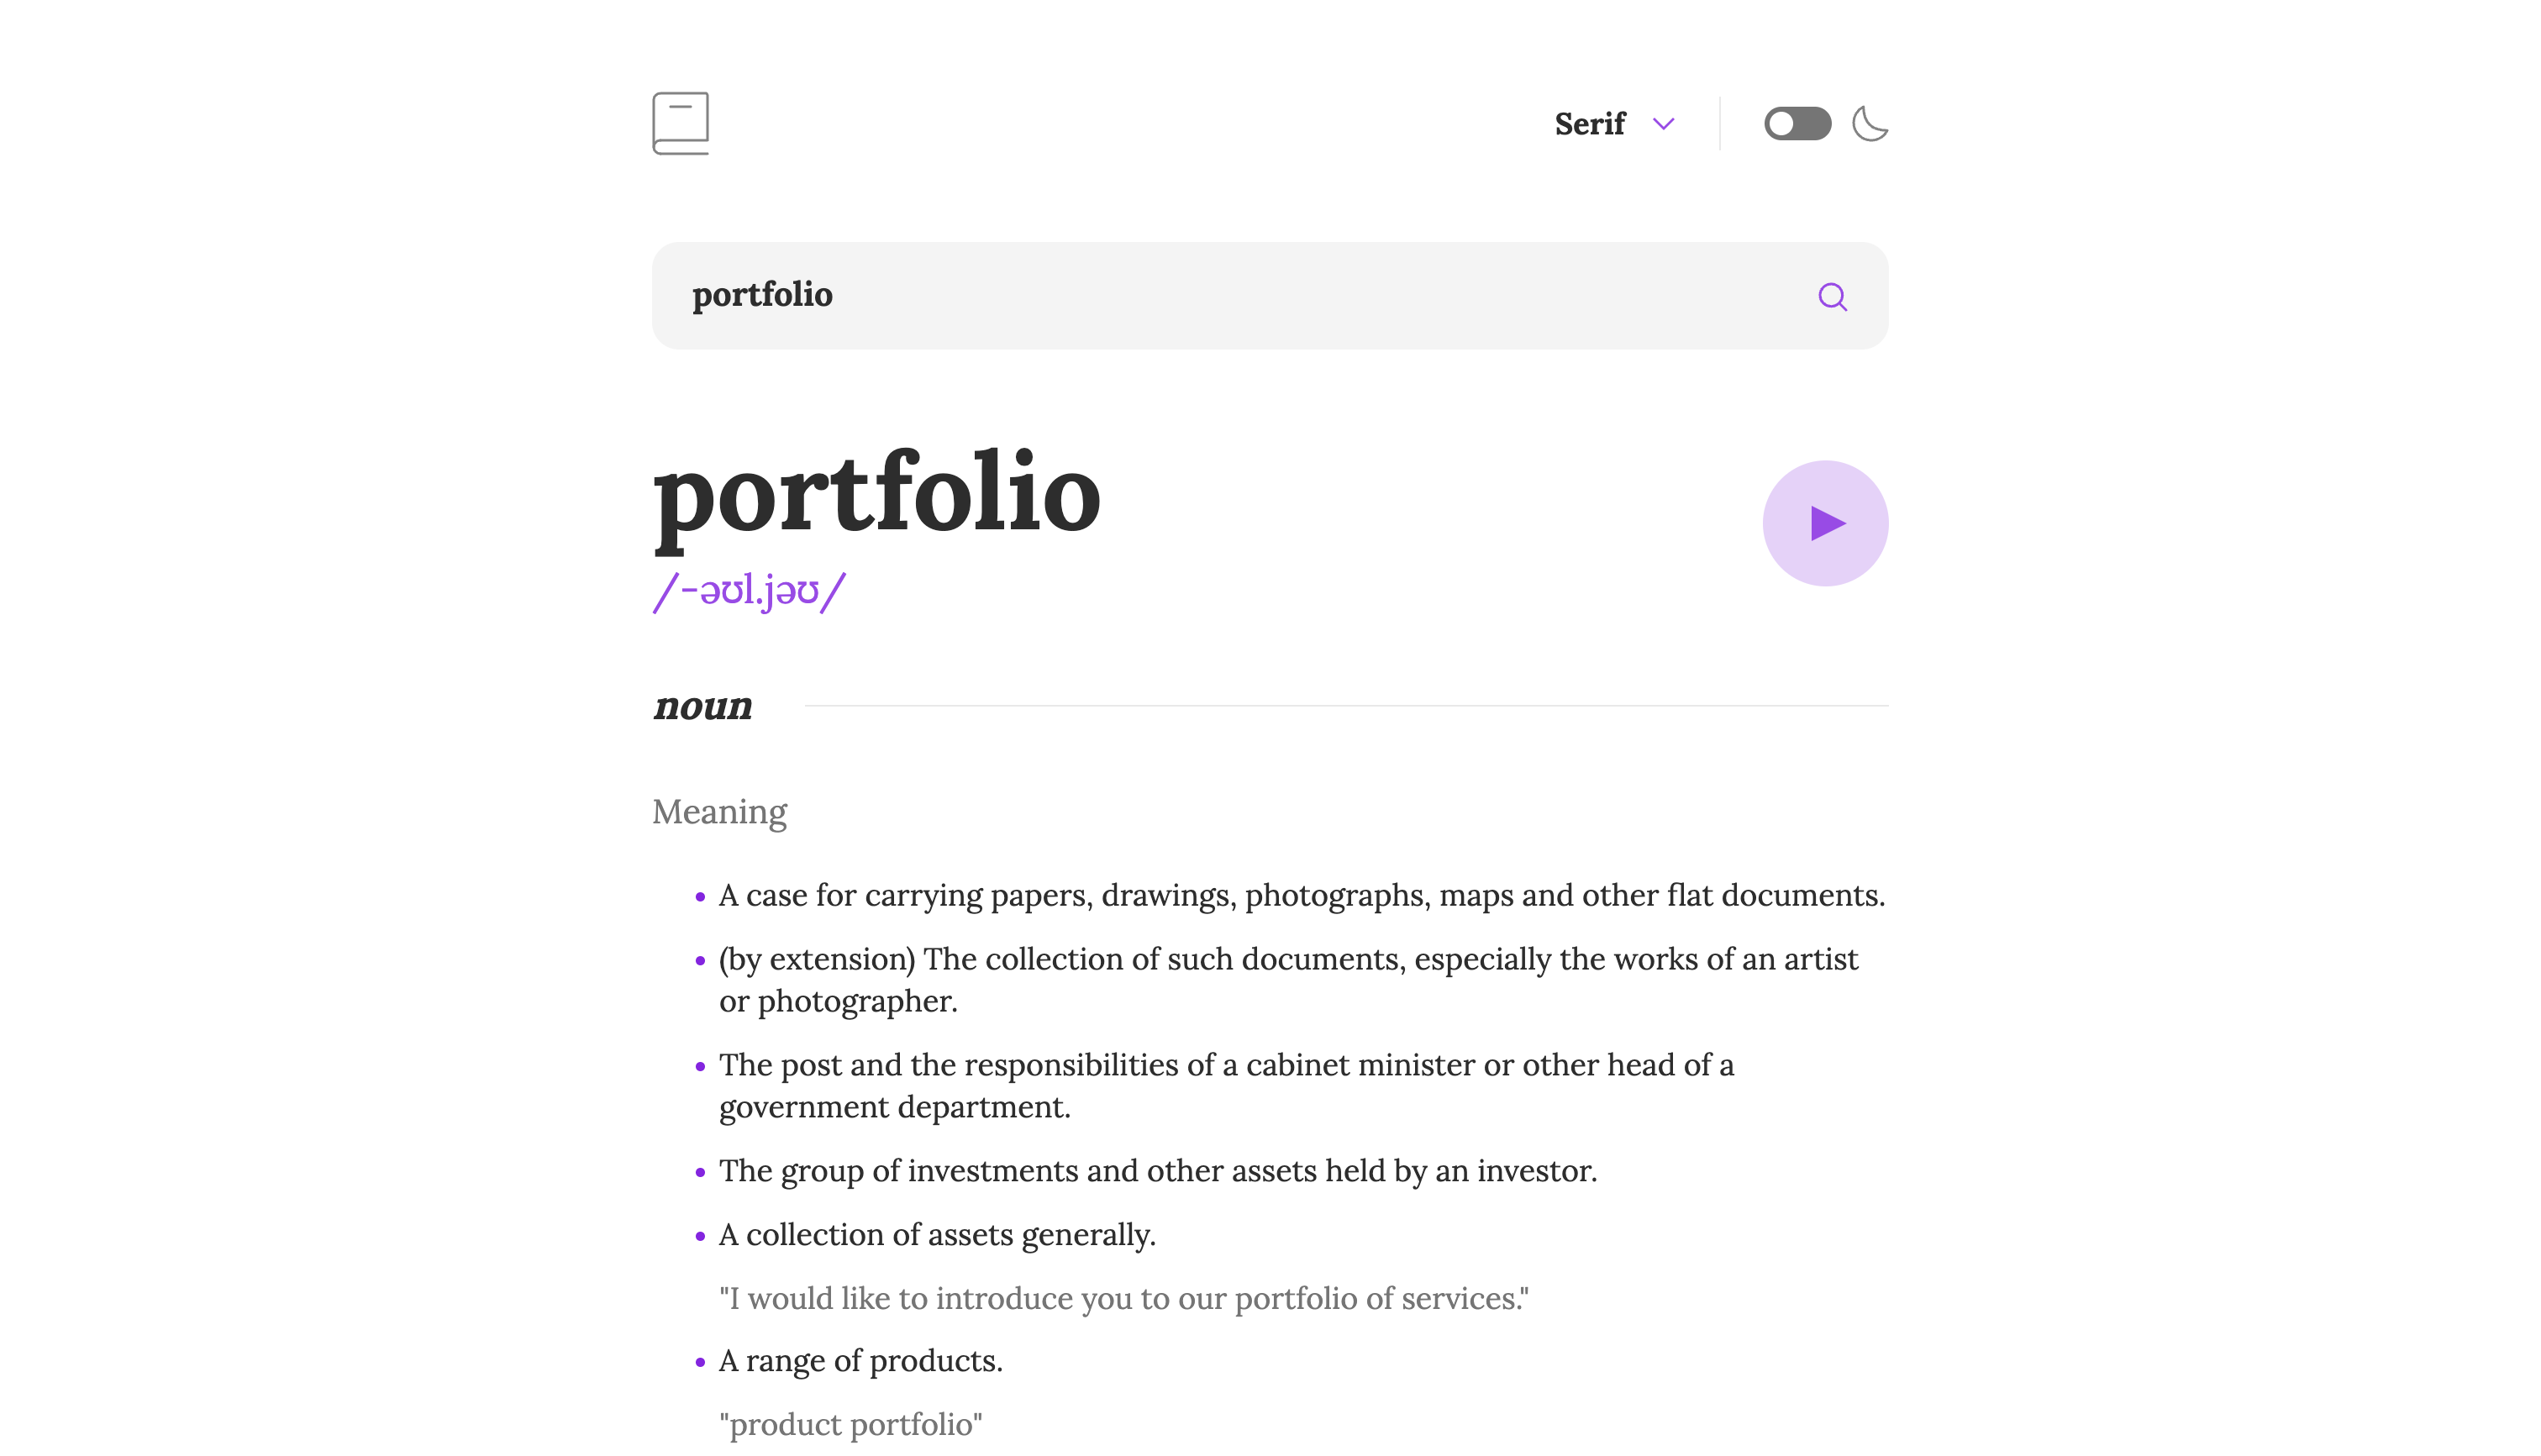 Serif
portfolio
portfolio
/-əʊl.jəʊ/
noun
Meaning
A case for carrying papers, drawings, photographs, maps and other flat documents.
(by extension) The collection of such documents, especially the works of an artist
or photographer.
The post and the responsibilities of a cabinet minister or other head of a
government department.
The group of investments and other assets held by an investor.
A collection of assets generally.
"I would like to introduce you to our portfolio of services."
A range of products.
"product portfolio"